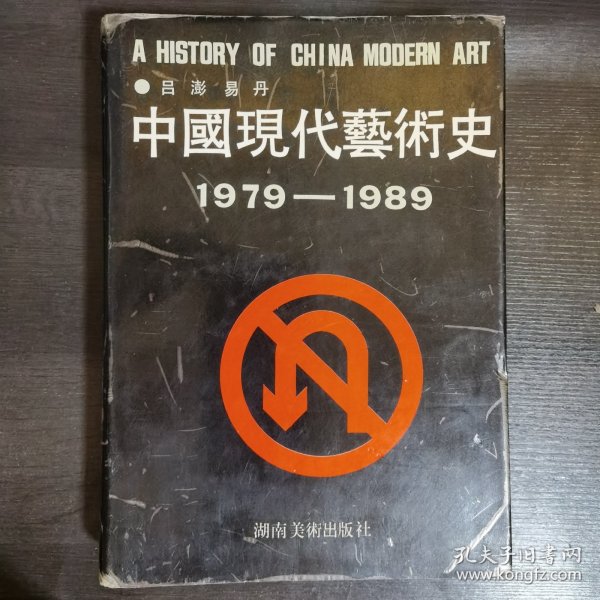 A HISTORY OF CHINA MODERN ART
●吕澎 易丹
中國現代藝術史
1979—1989
湖南美術出版社
孔夫子旧书网
www.kongfz.com